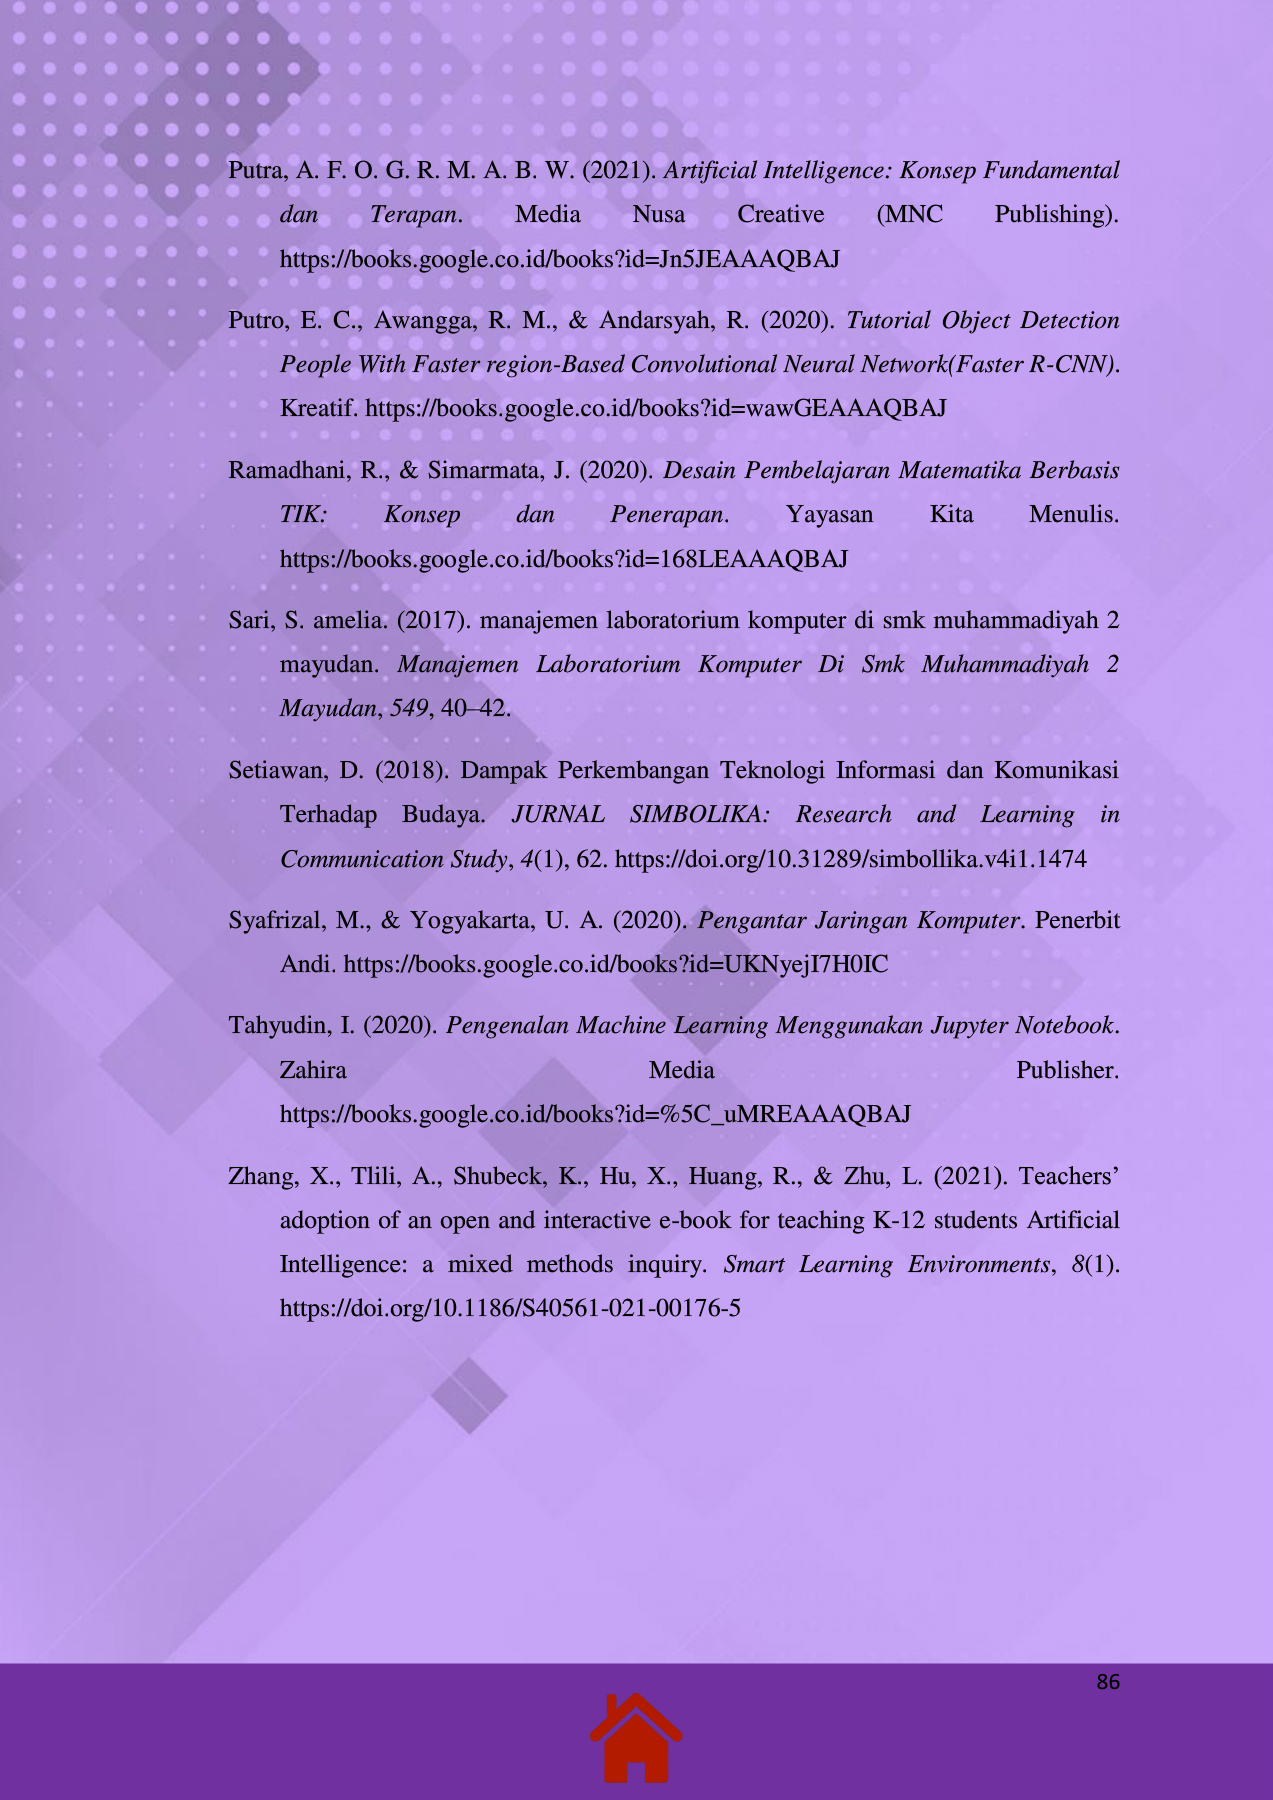 Putra, A. F. O. G. R. M. A. B. W. (2021). Artificial Intelligence: Konsep Fundamental
dan Terapan. Media Nusa Creative (MNC Publishing).
https://books.google.co.id/books?id=Jn5JEAAAQBAJ
Putro, E. C., Awangga, R. M., & Andarsyah, R. (2020). Tutorial Object Detection
People With Faster region-Based Convolutional Neural Network(Faster R-CNN).
Kreatif. https://books.google.co.id/books?id=wawGEAAAQBAJ
Ramadhani, R., & Simarmata, J. (2020). Desain Pembelajaran Matematika Berbasis
TIK: Konsep dan Penerapan. Yayasan Kita Menulis.
https://books.google.co.id/books?id=168LEAAAQBAJ
Sari, S. amelia. (2017). manajemen laboratorium komputer di smk muhammadiyah 2
mayudan. Manajemen Laboratorium Komputer Di Smk Muhammadiyah 2
Mayudan, 549, 40–42.
Setiawan, D. (2018). Dampak Perkembangan Teknologi Informasi dan Komunikasi
Terhadap Budaya. JURNAL SIMBOLIKA: Research and Learning in
Communication Study, 4(1), 62. https://doi.org/10.31289/simbollika.v4i1.1474
Syafrizal, M., & Yogyakarta, U. A. (2020). Pengantar Jaringan Komputer. Penerbit
Andi. https://books.google.co.id/books?id=UKNyejI7H0IC
Tahyudin, I. (2020). Pengenalan Machine Learning Menggunakan Jupyter Notebook.
Zahira Media Publisher.
https://books.google.co.id/books?id=%5C_uMREAAAQBAJ
Zhang, X., Tlili, A., Shubeck, K., Hu, X., Huang, R., & Zhu, L. (2021). Teachers’
adoption of an open and interactive e-book for teaching K-12 students Artificial
Intelligence: a mixed methods inquiry. Smart Learning Environments, 8(1).
https://doi.org/10.1186/S40561-021-00176-5
86